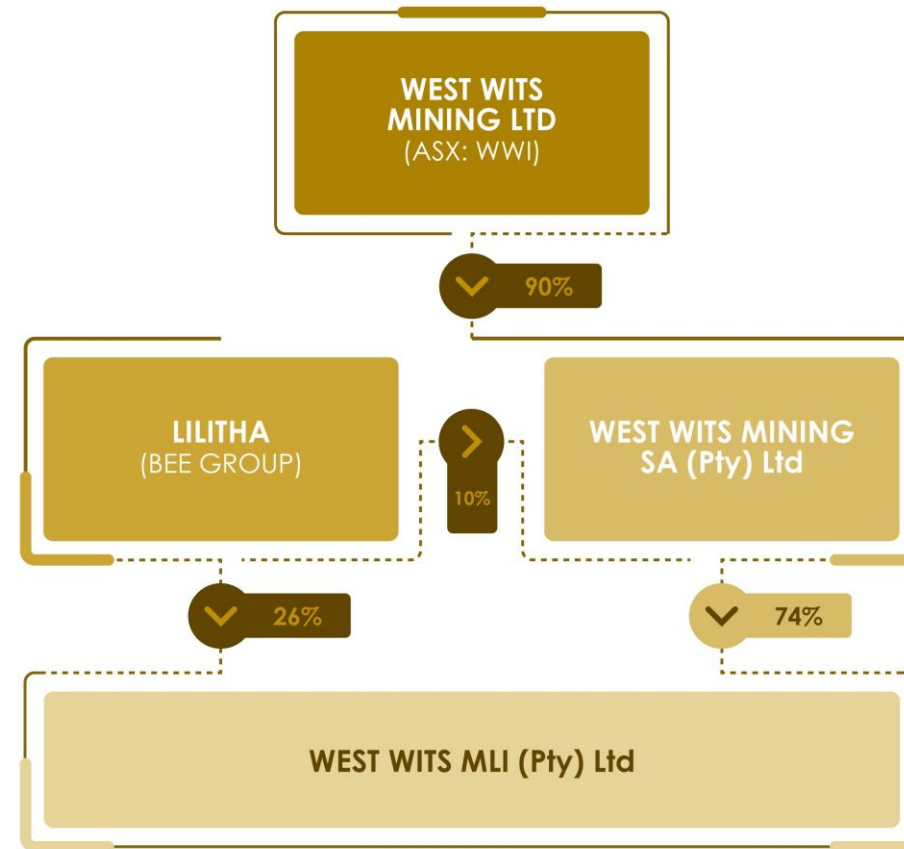 WEST WITS
MINING LTD
(ASX: WWI)
90%
LILITHA
(BEE GROUP)
10%
WEST WITS MINING
SA (Pty) Ltd
26%
74%
WEST WITS MLI (Pty) Ltd